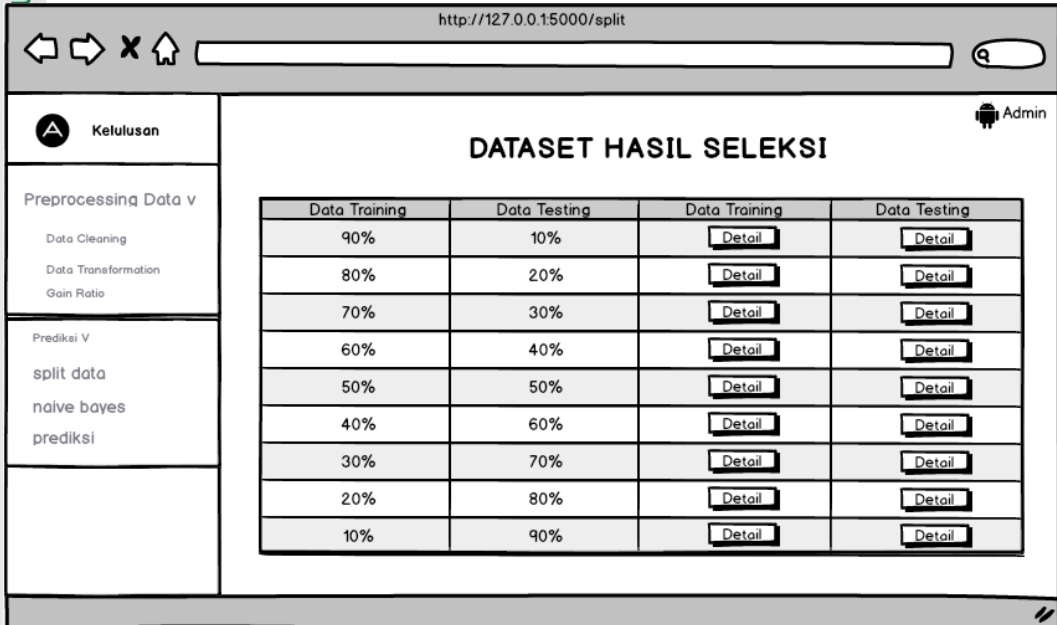 http://127.0.0.1:5000/split
Admin
Kelulusan
DATASET HASIL SELEKSI
Preprocessing Data v
Data Cleaning
Data Transformation
Gain Ratio
Prediksi V
split data
naive bayes
prediksi
Data Training Data Testing Data Training Data Testing
90% 10% Detail Detail
80% 20% Detail Detail
70% 30% Detail Detail
60% 40% Detail Detail
50% 50% Detail Detail
40% 60% Detail Detail
30% 70% Detail Detail
20% 80% Detail Detail
10% 90% Detail Detail